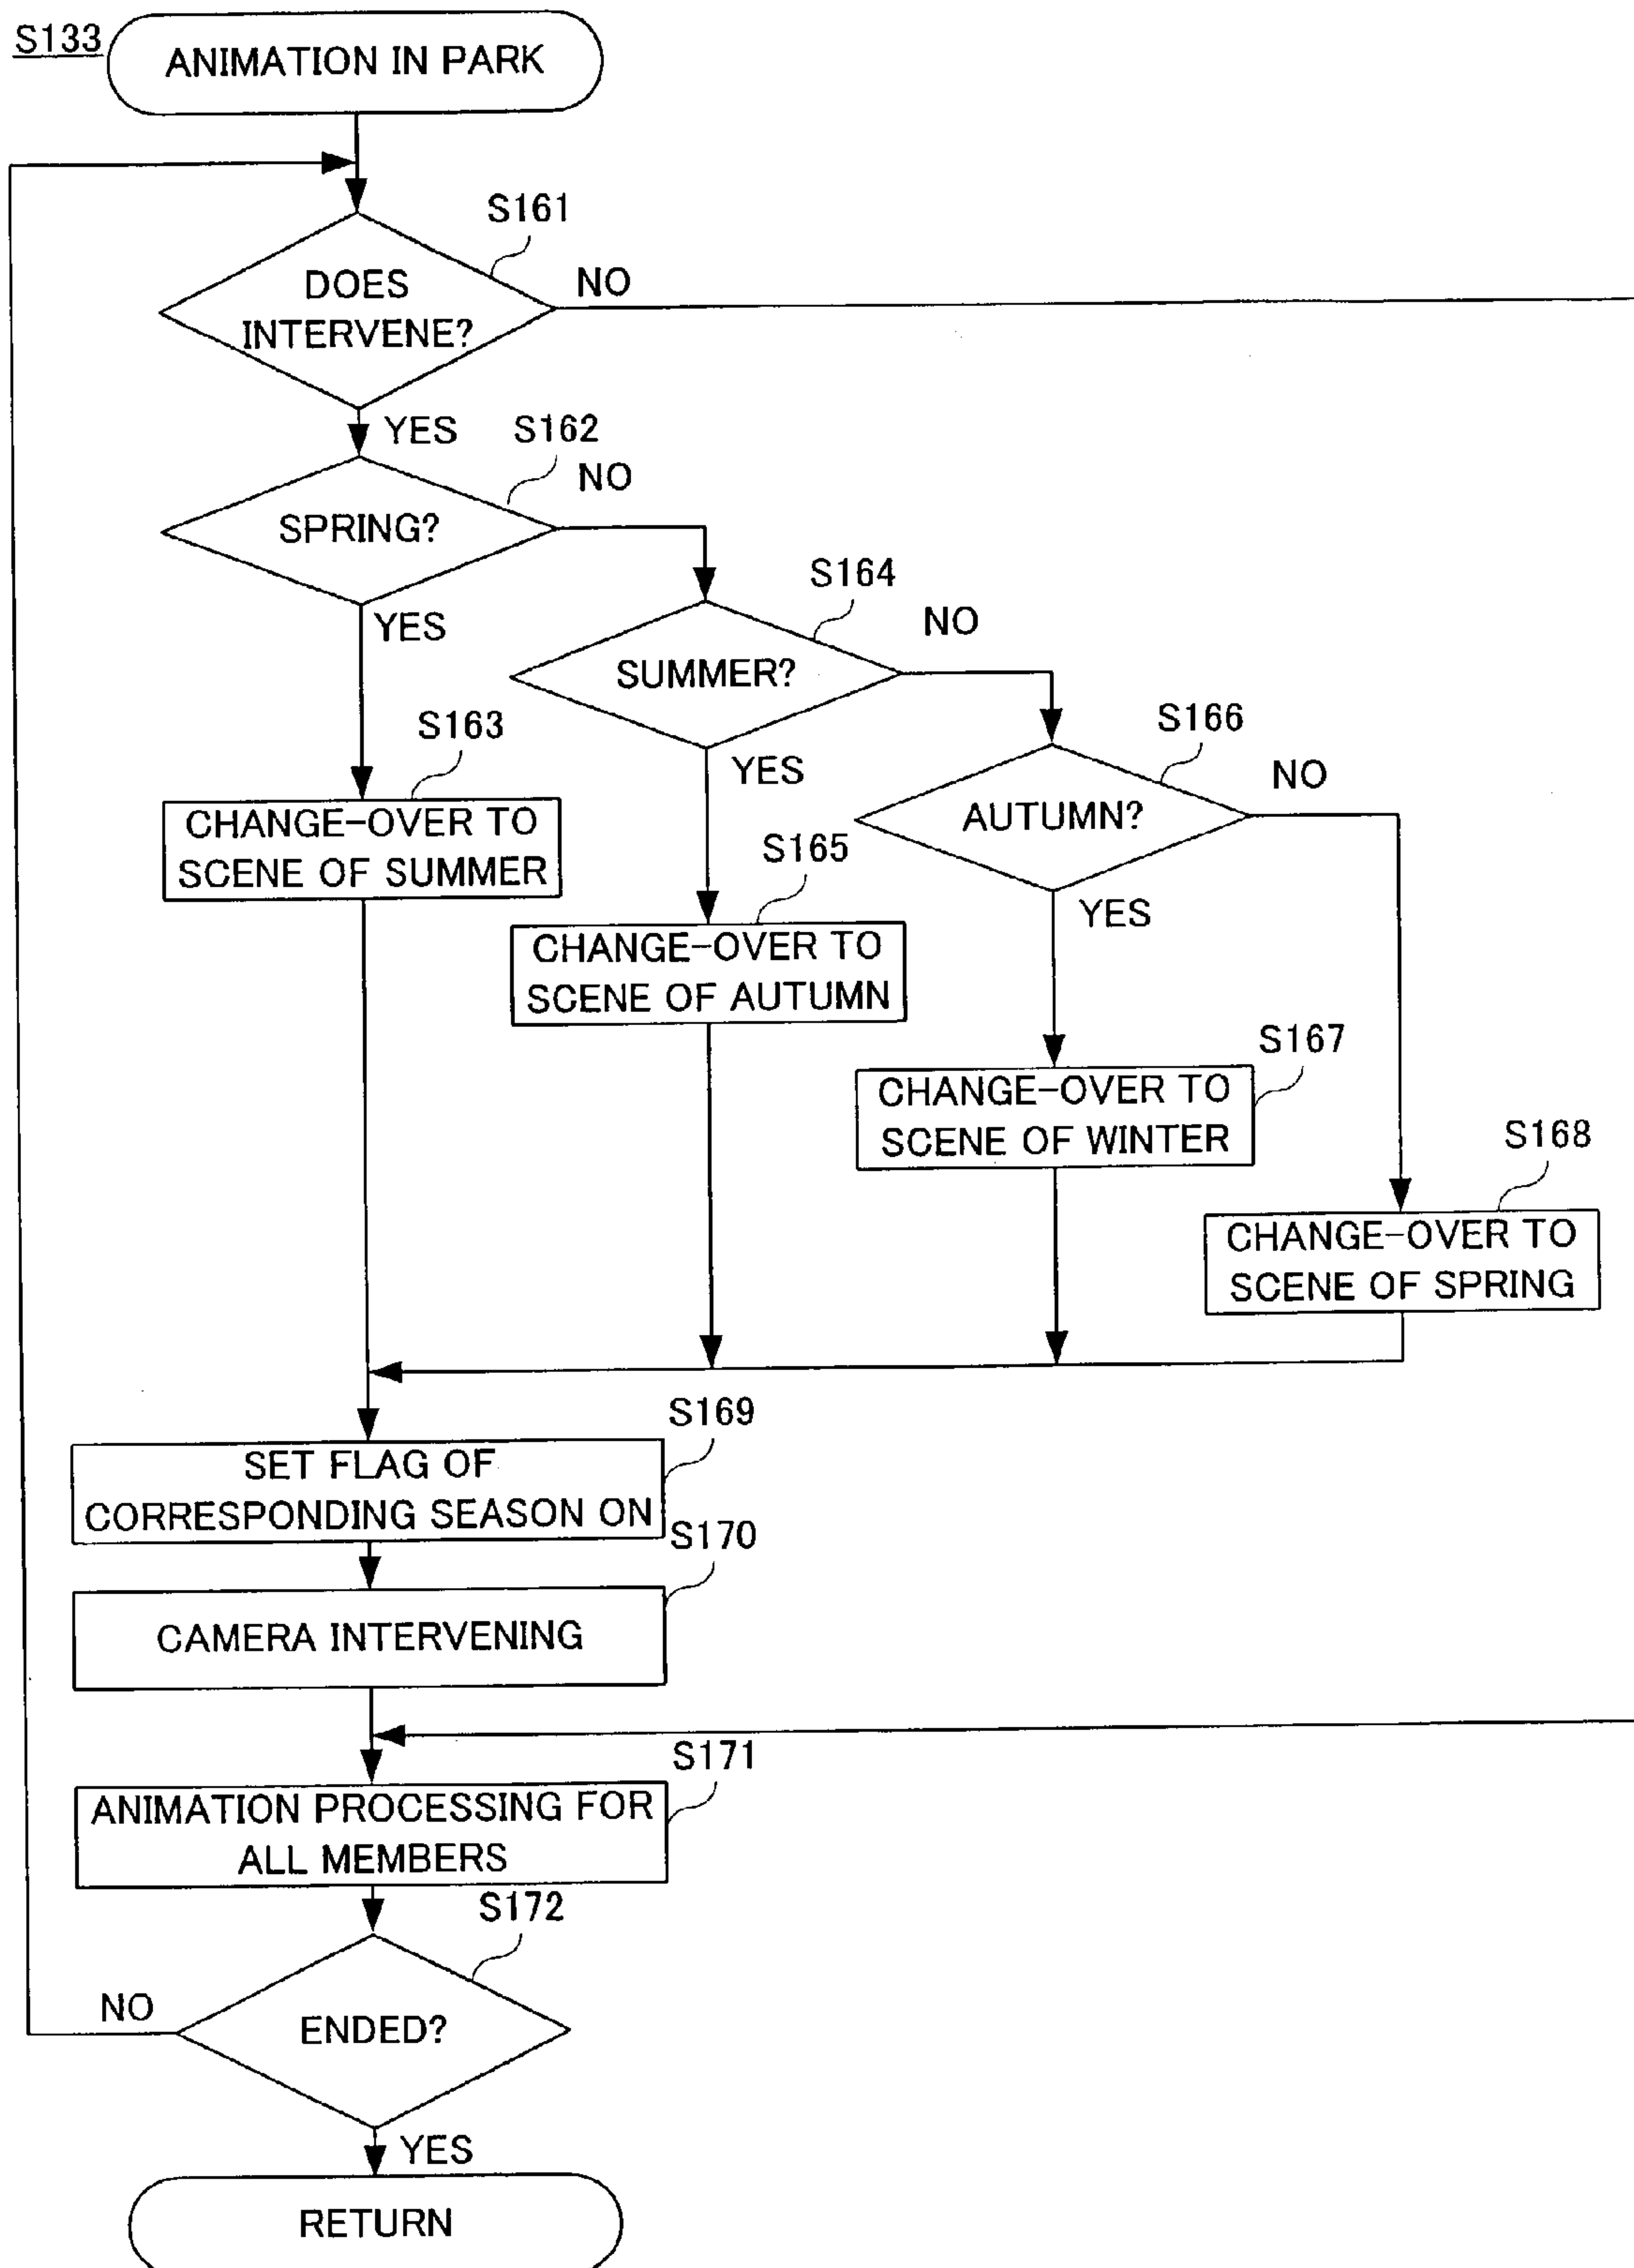 S133
ANIMATION IN PARK
S161
DOES
INTERVENE?
NO
YES
S162
NO
SPRING?
YES
S164
NO
SUMMER?
YES
S163
CHANGE-OVER TO
SCENE OF SUMMER
S166
NO
AUTUMN?
YES
S165
CHANGE-OVER TO
SCENE OF AUTUMN
S167
CHANGE-OVER TO
SCENE OF WINTER
S168
CHANGE-OVER TO
SCENE OF SPRING
S169
SET FLAG OF
CORRESPONDING SEASON ON
S170
CAMERA INTERVENING
S171
ANIMATION PROCESSING FOR
ALL MEMBERS
S172
NO
ENDED?
YES
RETURN